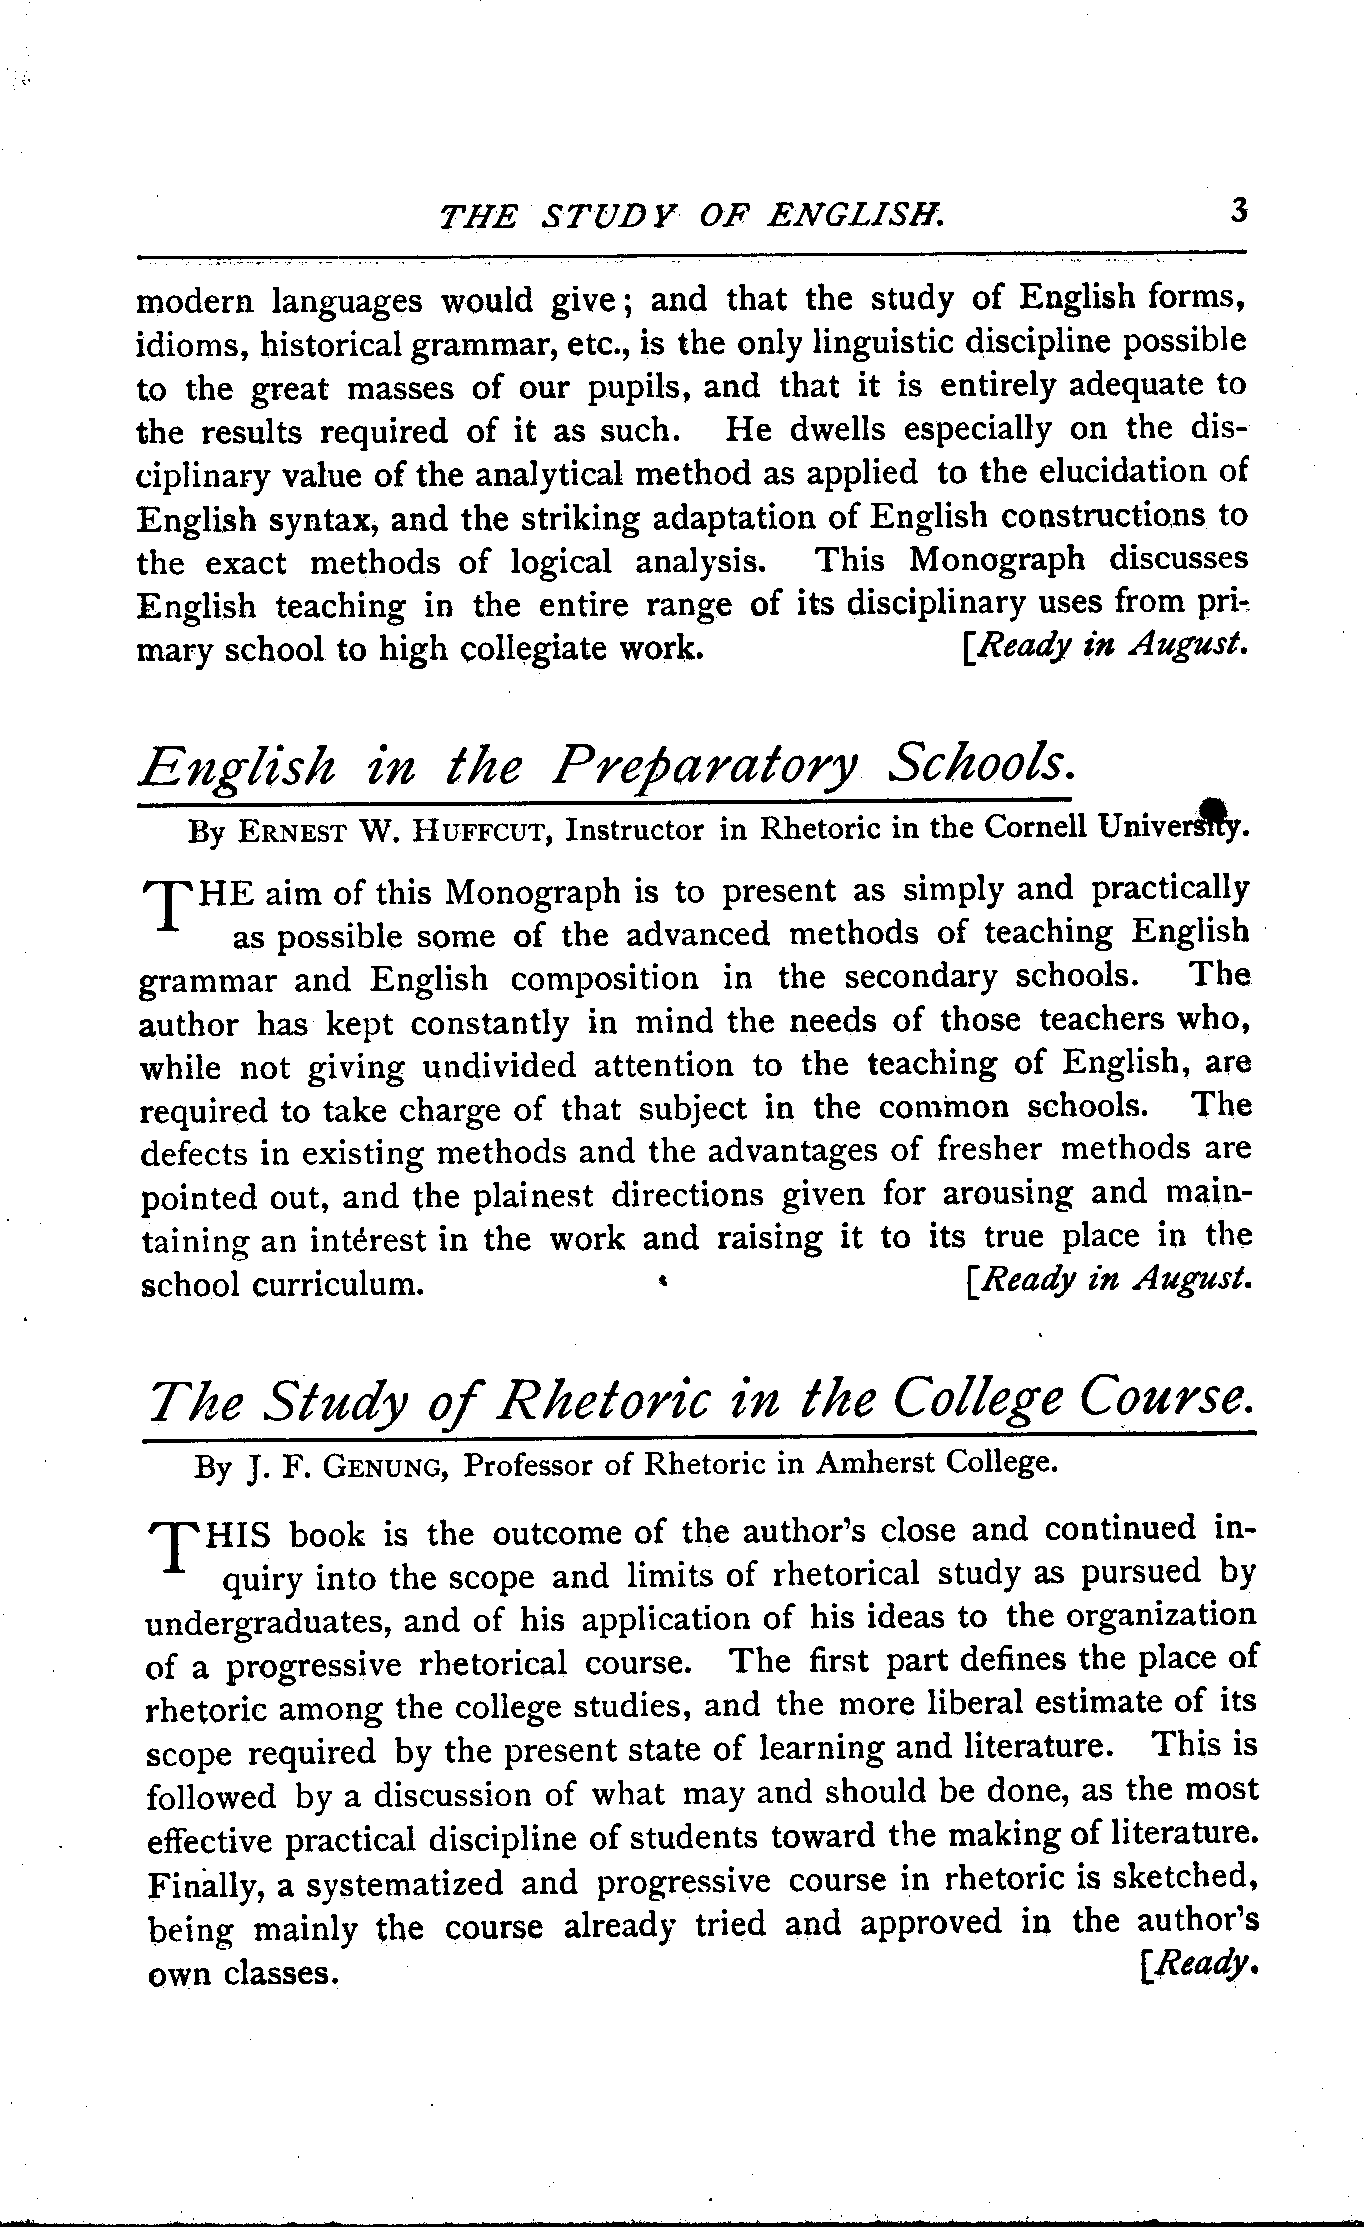 THE STUDY OF ENGLISH. 3
modern languages would give; and that the study of English forms,
idioms, historical grammar, etc., is the only linguistic discipline possible
to the great masses of our pupils, and that it is entirely adequate to
the results required of it as such. He dwells especially on the dis-
ciplinary value of the analytical method as applied to the elucidation of
English syntax, and the striking adaptation of English constructions to
the exact methods of logical analysis. This Monograph discusses
English teaching in the entire range of its disciplinary uses from pri-
mary school to high collegiate work. [Ready in August.
English in the Preparatory Schools.
By ERNEST W. HUFFCUT, Instructor in Rhetoric in the Cornell University.
THE aim of this Monograph is to present as simply and practically
as possible some of the advanced methods of teaching English
grammar and English composition in the secondary schools. The
author has kept constantly in mind the needs of those teachers who,
while not giving undivided attention to the teaching of English, are
required to take charge of that subject in the common schools. The
defects in existing methods and the advantages of fresher methods are
pointed out, and the plainest directions given for arousing and main-
taining an interest in the work and raising it to its true place in the
school curriculum. [Ready in August.
The Study of Rhetoric in the College Course.
By J. F. GENUNG, Professor of Rhetoric in Amherst College.
THIS book is the outcome of the author's close and continued in-
quiry into the scope and limits of rhetorical study as pursued by
undergraduates, and of his application of his ideas to the organization
of a progressive rhetorical course. The first part defines the place of
rhetoric among the college studies, and the more liberal estimate of its
scope required by the present state of learning and literature. This is
followed by a discussion of what may and should be done, as the most
effective practical discipline of students toward the making of literature.
Finally, a systematized and progressive course in rhetoric is sketched,
being mainly the course already tried and approved in the author's
own classes. [Ready.